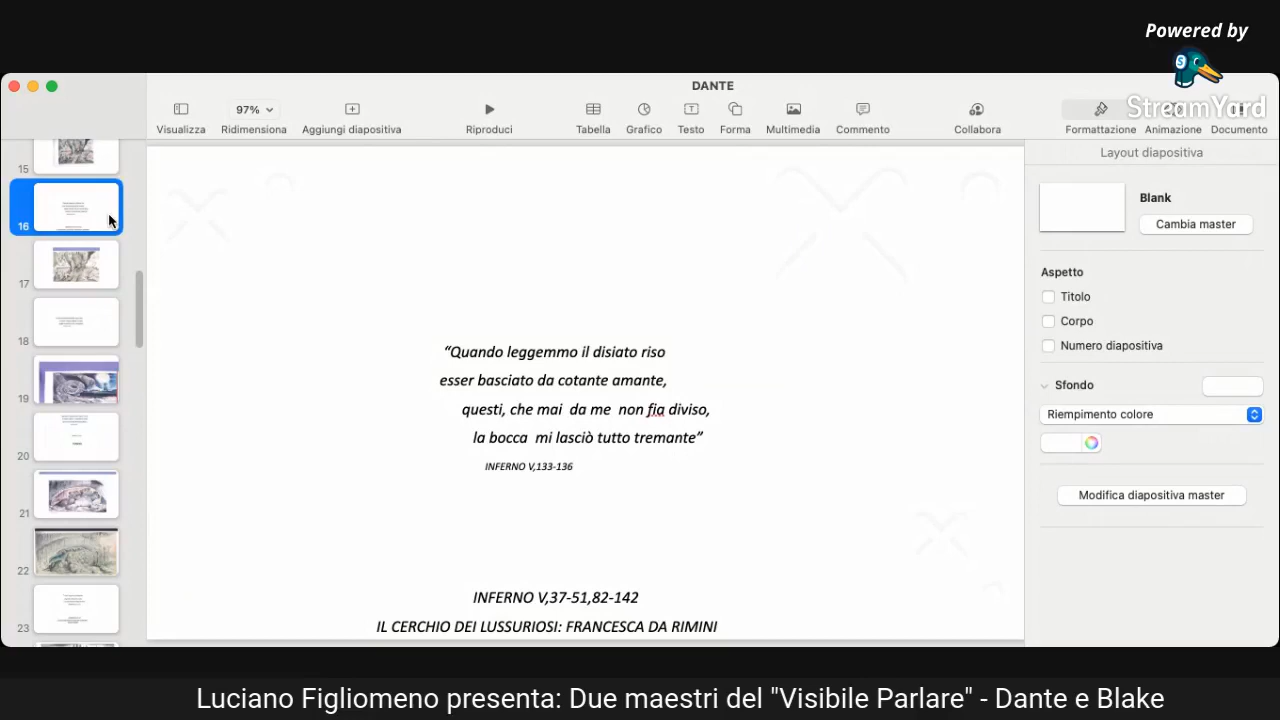 Powered by
StreamYard
DANTE
97%
Visualizza Ridimensiona Aggiungi diapositiva Riproduci Tabella Grafico Testo Forma Multimedia Commento Collabora Formattazione Animazione Documento
Layout diapositiva
15
16
17
18
19
20
21
22
23
“Quando leggemmo il disiato riso
esser basciato da cotante amante,
questi, che mai da me non fia diviso,
la bocca mi lasciò tutto tremante”
INFERNO V,133-136
INFERNO V,37-51,82-142
IL CERCHIO DEI LUSSURIOSI: FRANCESCA DA RIMINI
Blank
Cambia master
Aspetto
Titolo
Corpo
Numero diapositiva
Sfondo
Riempimento colore
Modifica diapositiva master
Luciano Figliomeno presenta: Due maestri del "Visibile Parlare" - Dante e Blake